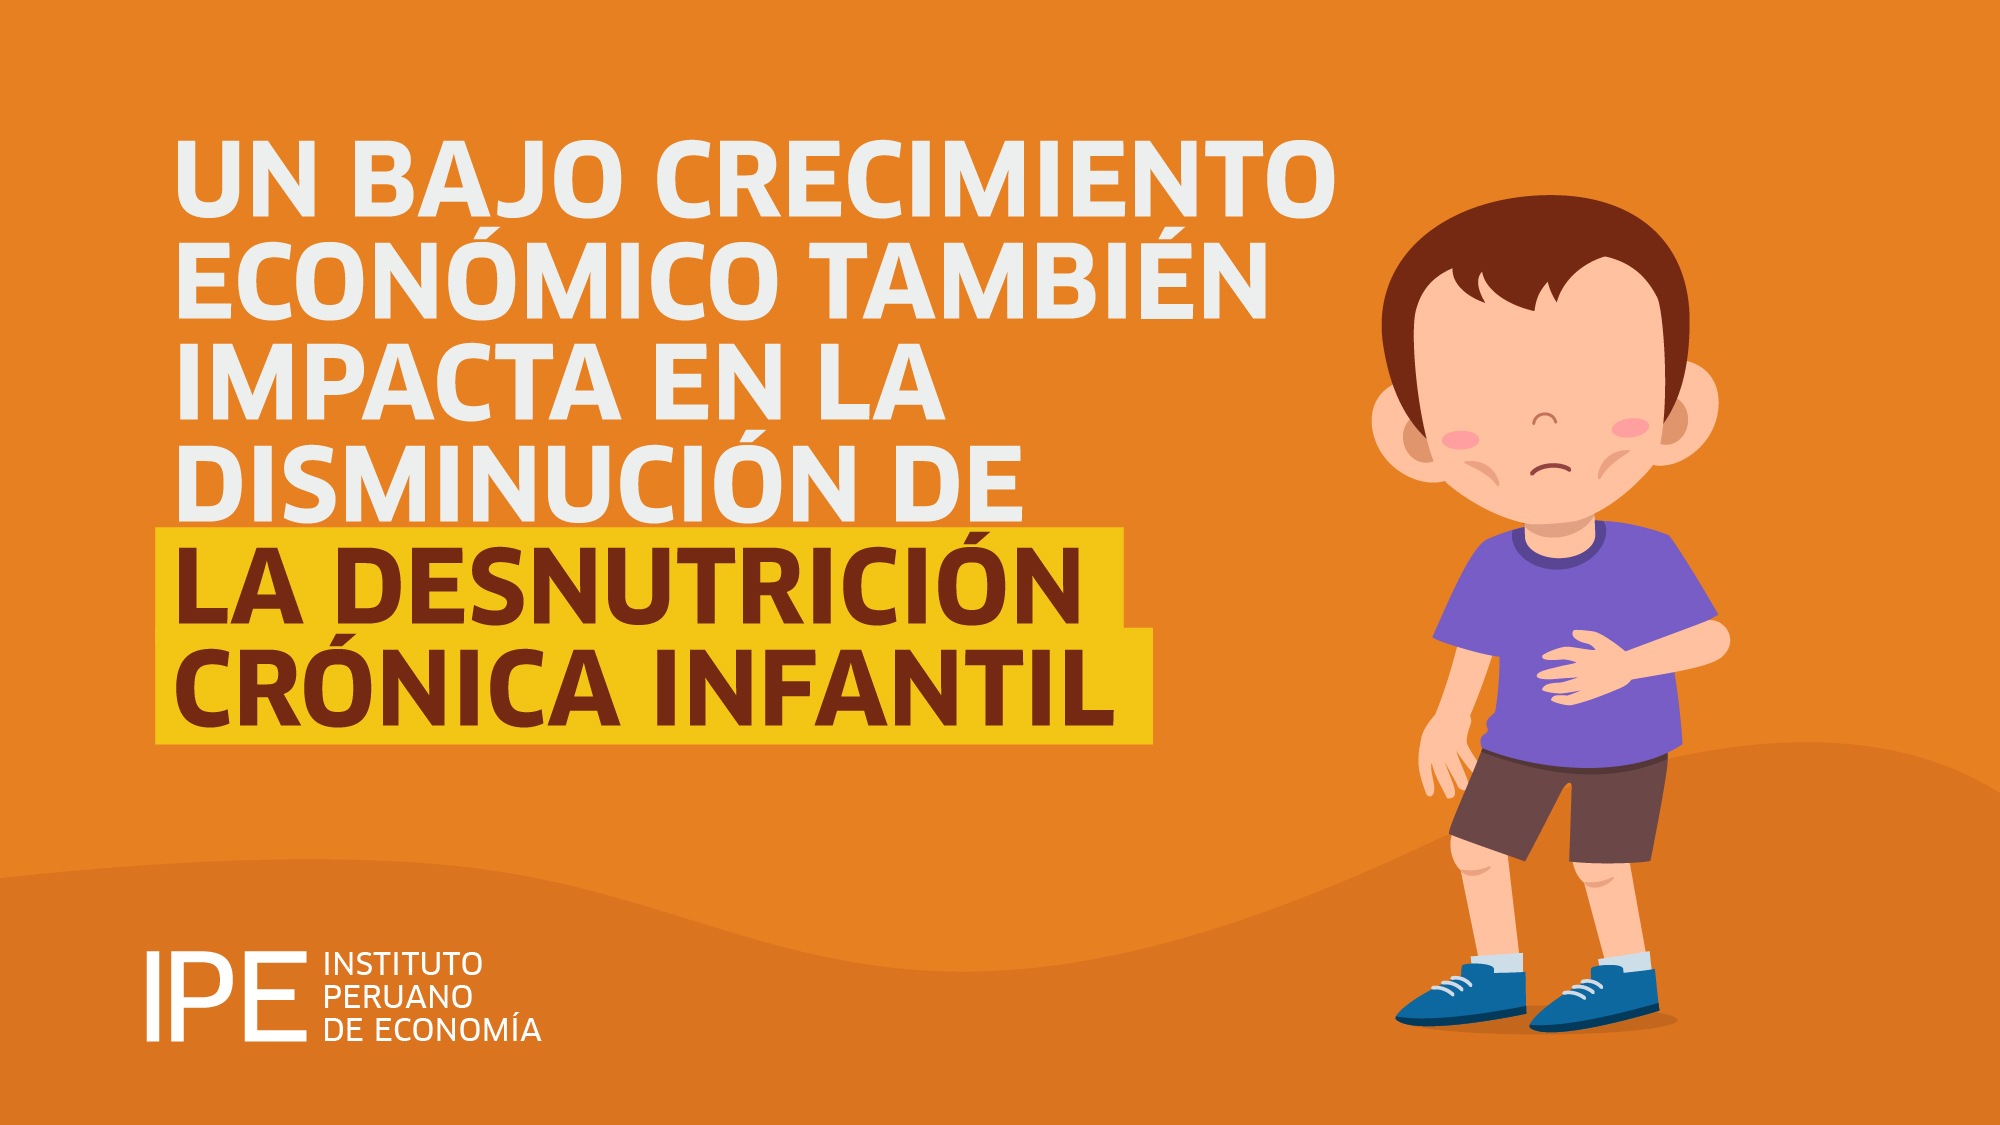 UN BAJO CRECIMIENTO
ECONÓMICO TAMBIÉN
IMPACTA EN LA
DISMINUCIÓN DE
LA DESNUTRICIÓN
CRÓNICA INFANTIL
IPE
INSTITUTO
PERUANO
DE ECONOMÍA